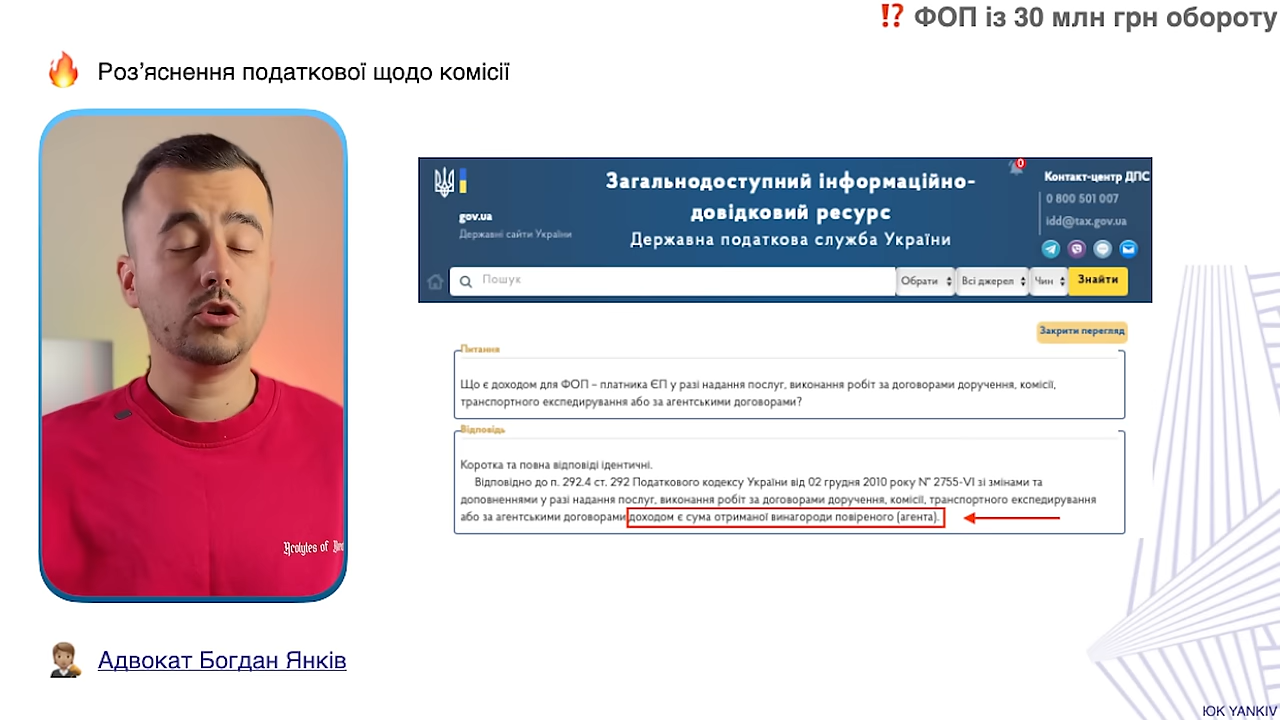 ⁉️ ФОП із 30 млн грн обороту
Роз’яснення податкової щодо комісії
gov.ua
Державні сайти України
Загальнодоступний інформаційно-
довідковий ресурс
Державна податкова служба України
0
Контакт-центр ДПС
0 800 501 007
idd@tax.gov.ua
Пошук
Обрати
Всі джерел
Чин
Знайти
Закрити перегляд
Питання
Що є доходом для ФОП – платника ЄП у разі надання послуг, виконання робіт за договорами доручення, комісії,
транспортного експедирування або за агентськими договорами?
Відповідь
Коротка та повна відповіді ідентичні.
Відповідно до п. 292.4 ст. 292 Податкового кодексу України від 02 грудня 2010 року № 2755-VI зі змінами та
доповненнями у разі надання послуг, виконання робіт за договорами доручення, комісії, транспортного експедирування
або за агентськими договорами доходом є сума отриманої винагороди повіреного (агента).
Адвокат Богдан Янків
ЮК YANKIV